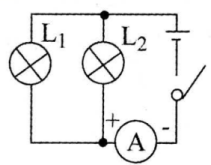 L₁ L₂
+ A -